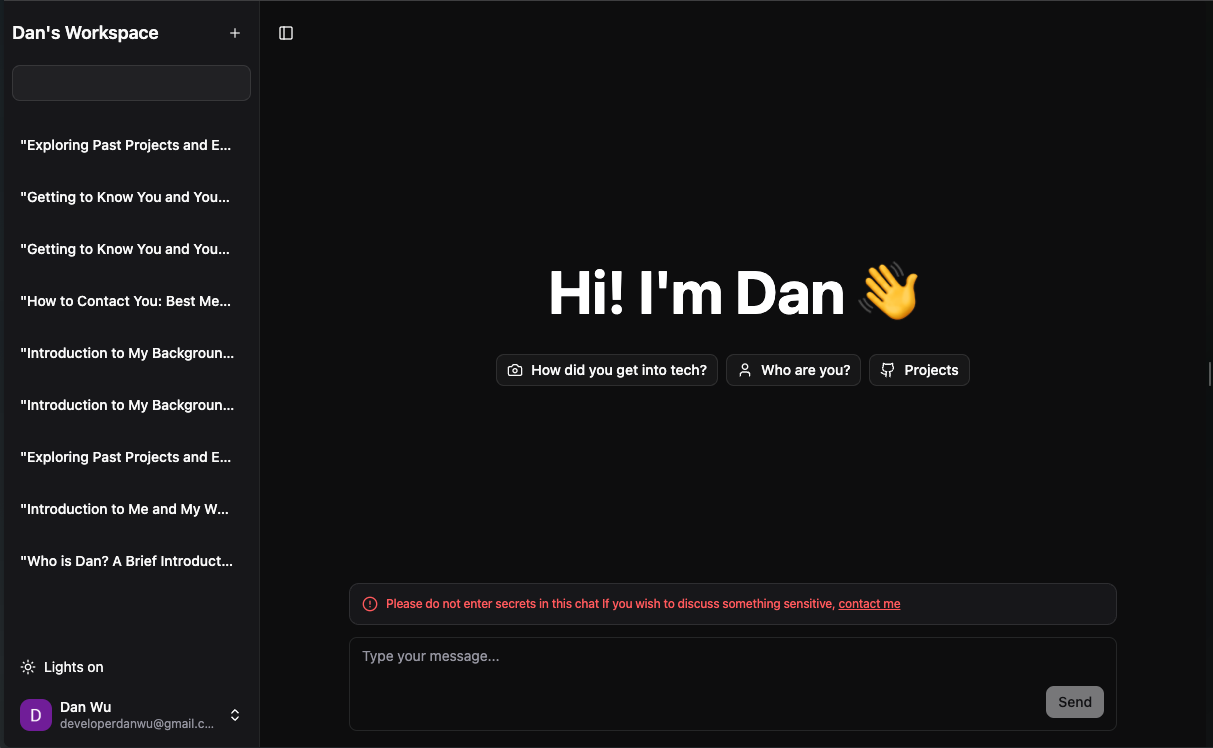 Dan's Workspace
"Exploring Past Projects and E...
"Getting to Know You and You...
"Getting to Know You and You...
"How to Contact You: Best Me...
"Introduction to My Backgroun...
"Introduction to My Backgroun...
"Exploring Past Projects and E...
"Introduction to Me and My W...
"Who is Dan? A Brief Introduct...
Lights on
D
Dan Wu
developerdanwu@gmail.c...
Hi! I'm Dan 👋
How did you get into tech?
Who are you?
Projects
Please do not enter secrets in this chat If you wish to discuss something sensitive, contact me
Type your message...
Send